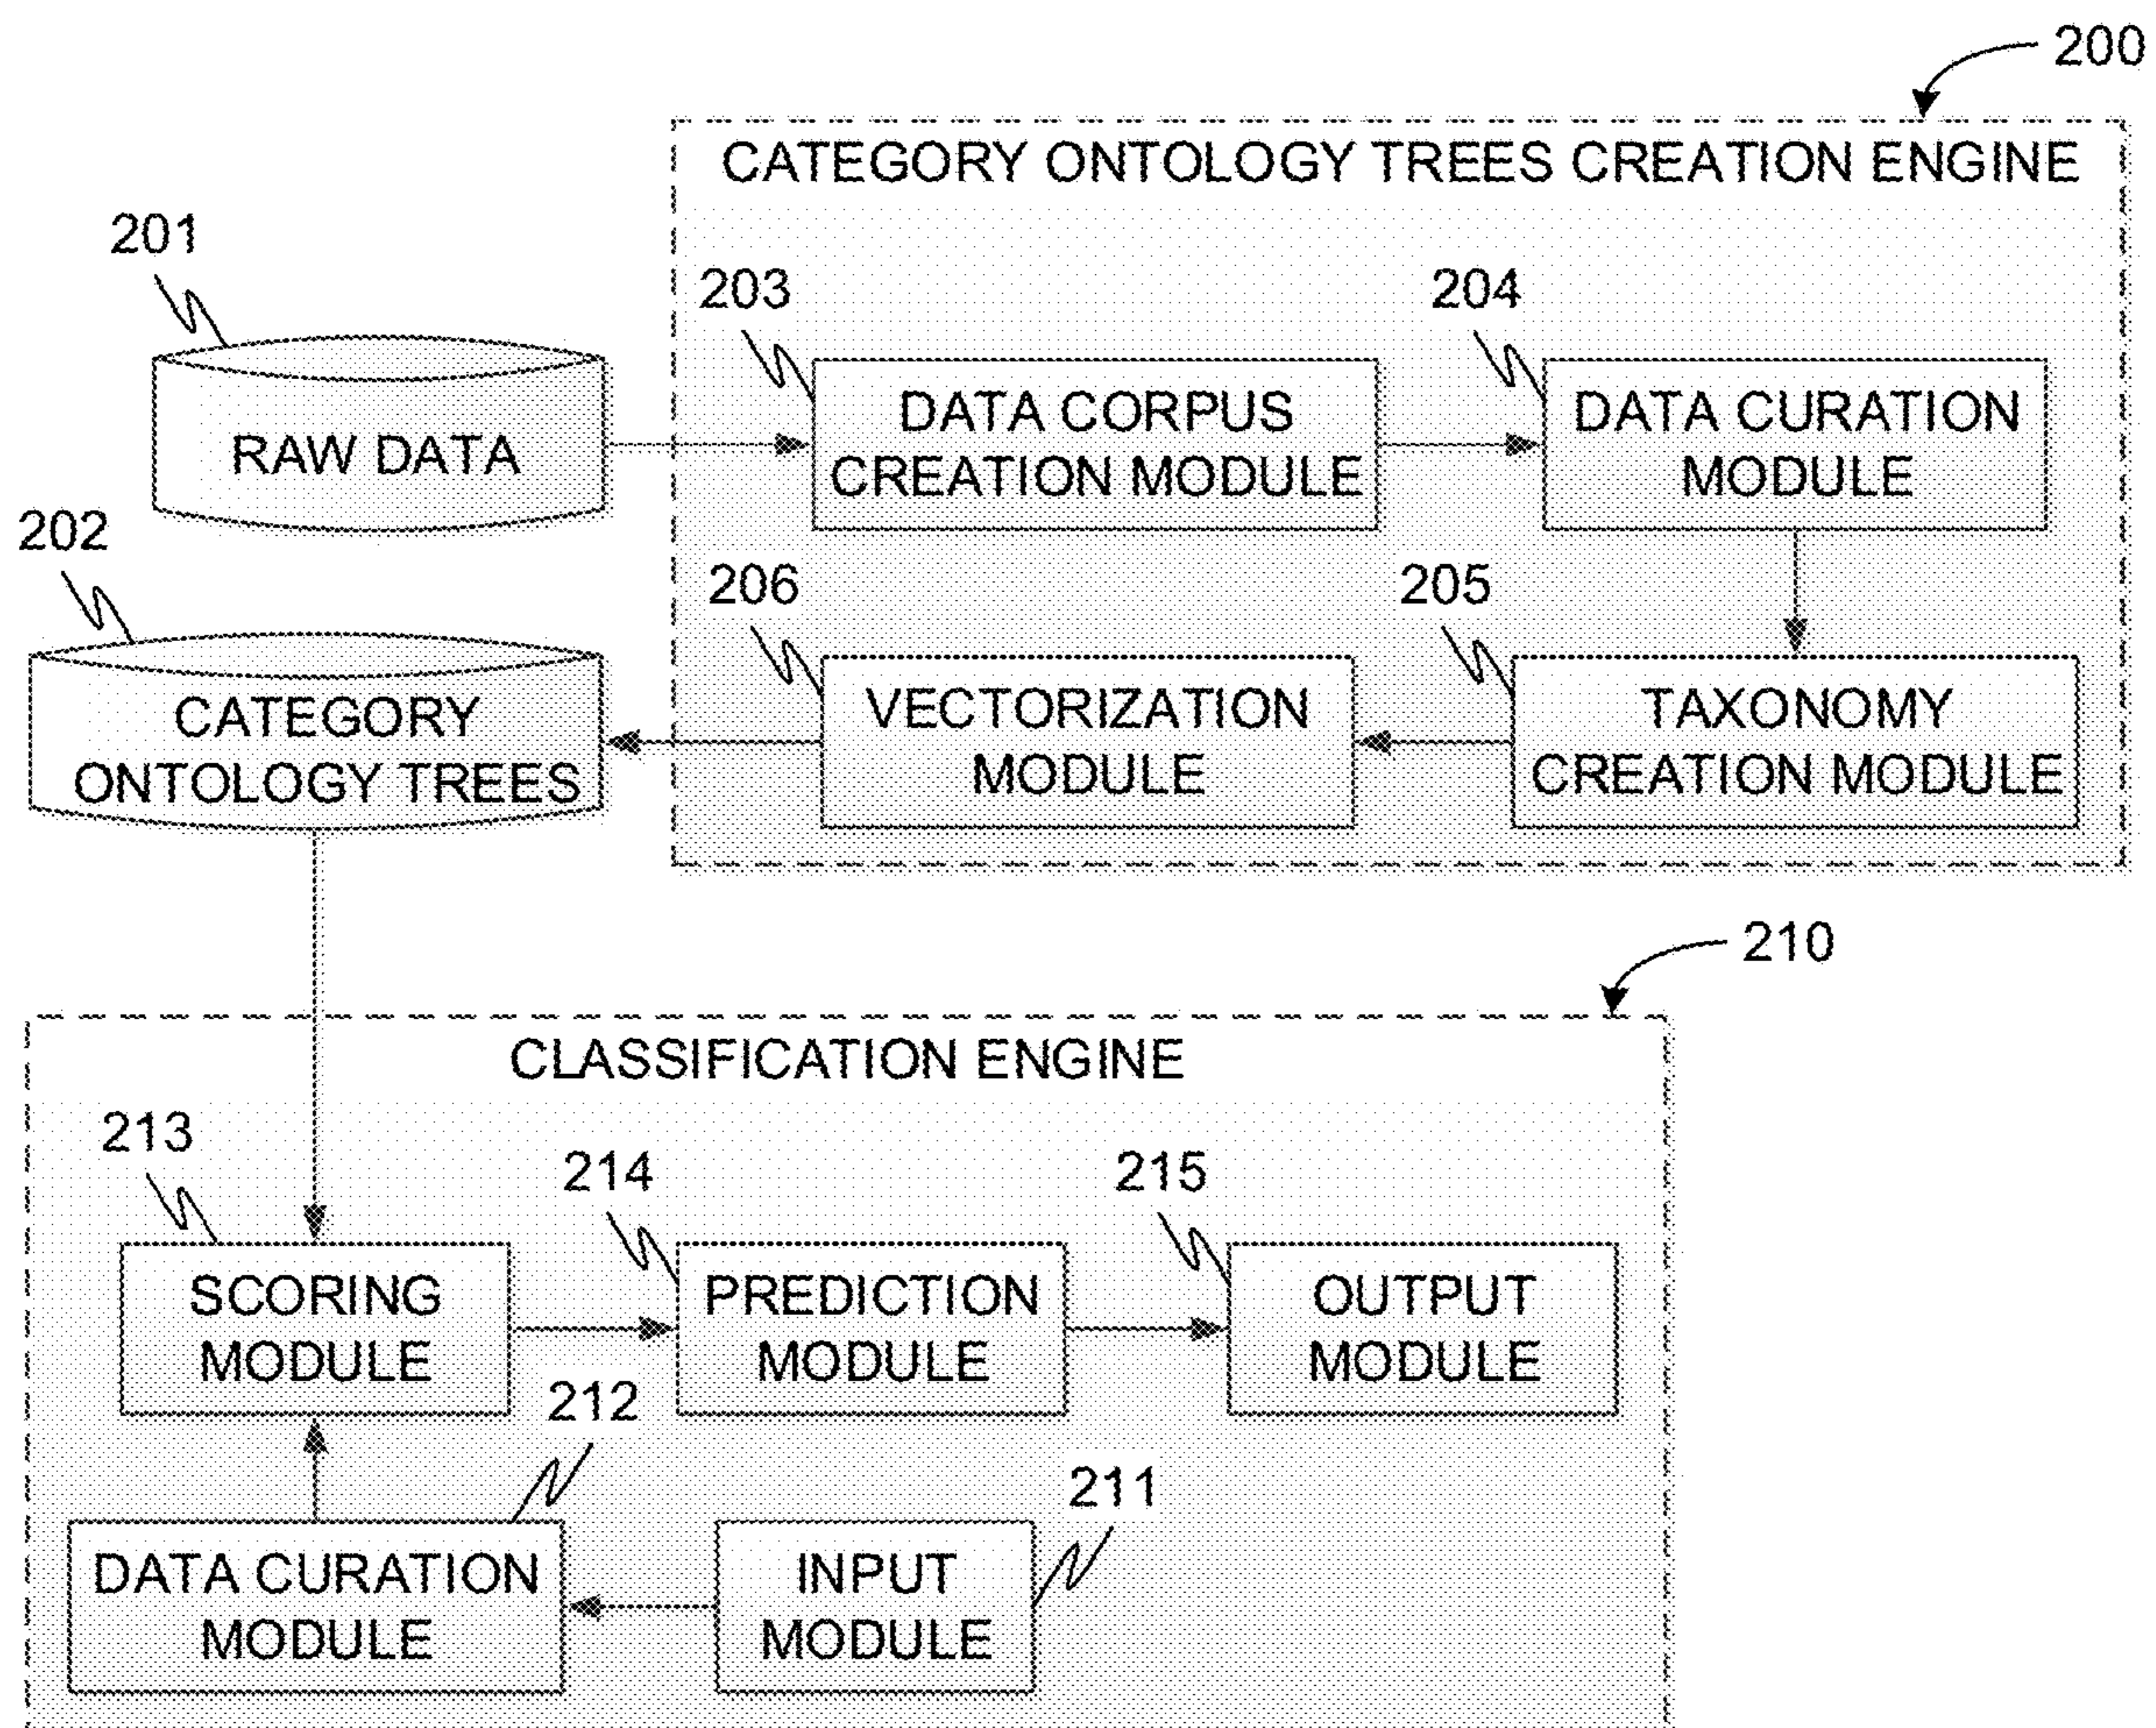 200
CATEGORY ONTOLOGY TREES CREATION ENGINE
201
203
204
RAW DATA
DATA CORPUS
CREATION MODULE
DATA CURATION
MODULE
202
206
205
CATEGORY
ONTOLOGY TREES
VECTORIZATION
MODULE
TAXONOMY
CREATION MODULE
210
CLASSIFICATION ENGINE
213
214
215
SCORING
MODULE
PREDICTION
MODULE
OUTPUT
MODULE
212
211
DATA CURATION
MODULE
INPUT
MODULE